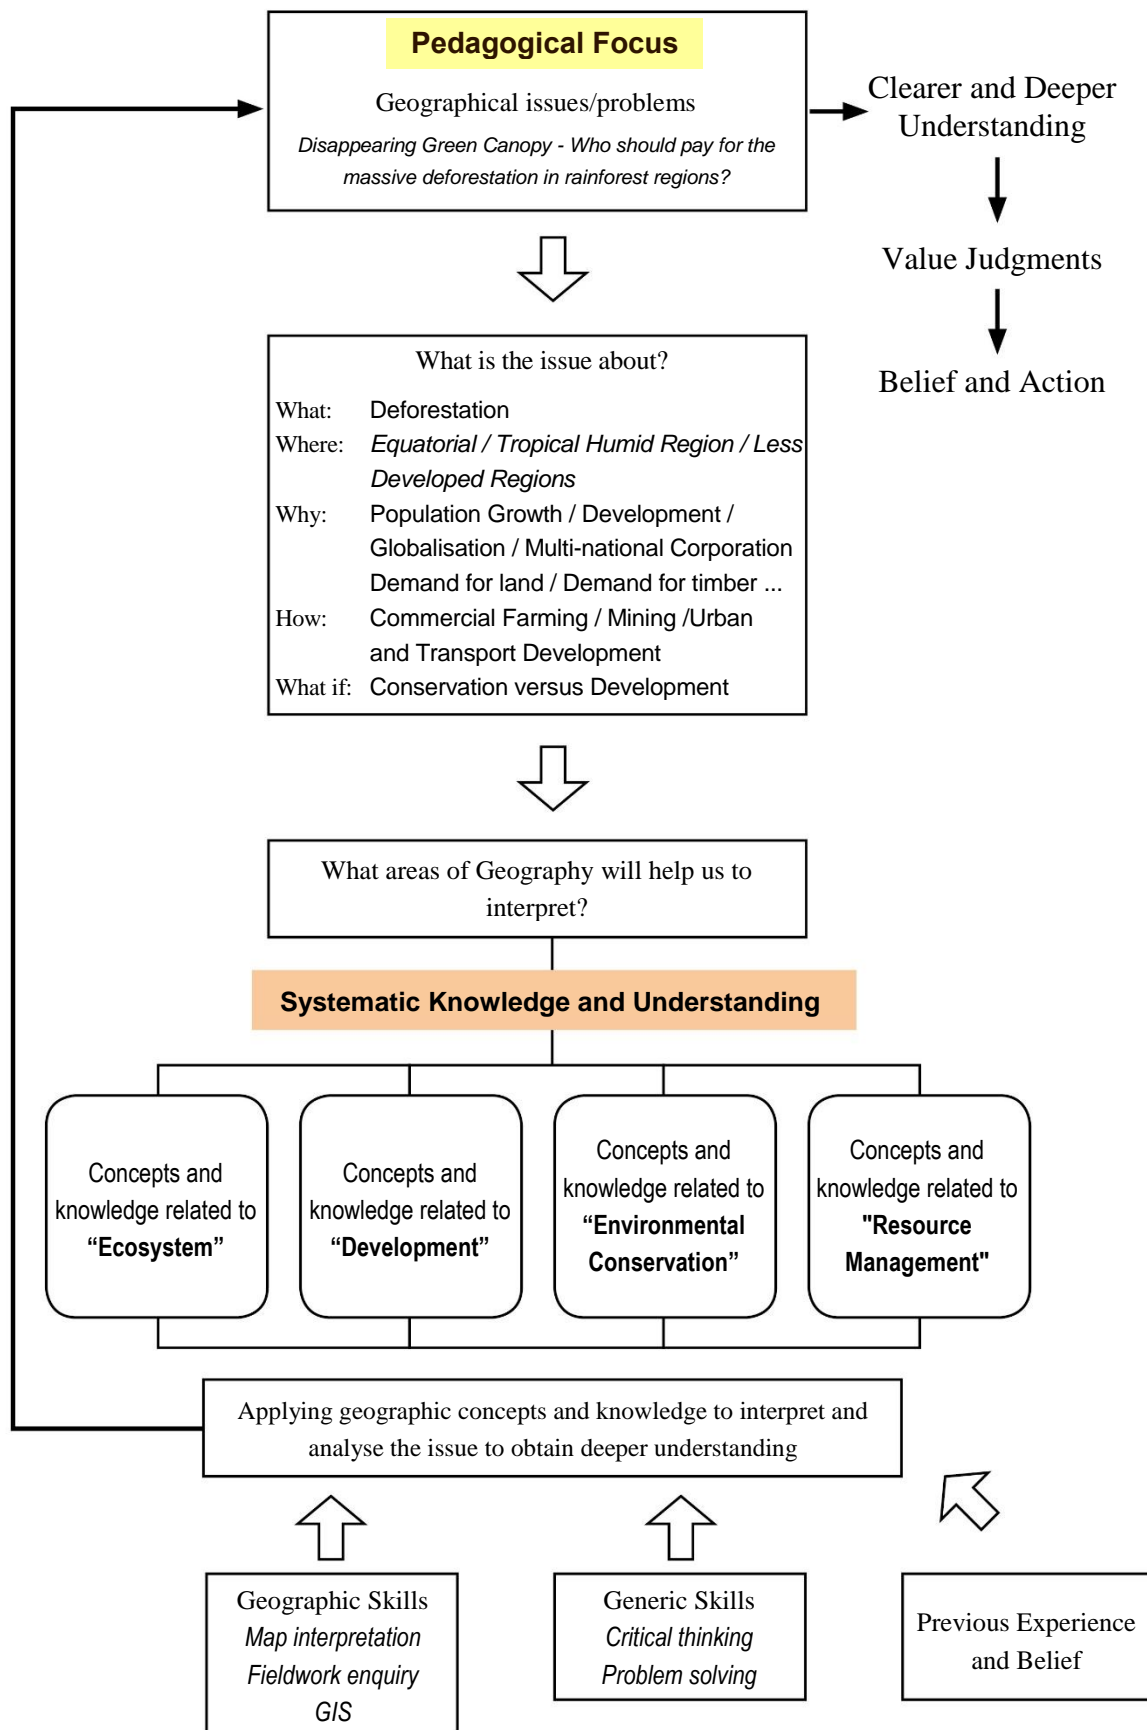 Pedagogical Focus
Geographical issues/problems
Disappearing Green Canopy - Who should pay for the
massive deforestation in rainforest regions?
Clearer and Deeper
Understanding
Value Judgments
Belief and Action
What is the issue about?
What: Deforestation
Where: Equatorial / Tropical Humid Region / Less
Developed Regions
Why: Population Growth / Development /
Globalisation / Multi-national Corporation
Demand for land / Demand for timber ...
How: Commercial Farming / Mining /Urban
and Transport Development
What if: Conservation versus Development
What areas of Geography will help us to
interpret?
Systematic Knowledge and Understanding
Concepts and
knowledge related to
“Ecosystem”
Concepts and
knowledge related to
“Development”
Concepts and
knowledge related to
“Environmental
Conservation”
Concepts and
knowledge related to
"Resource
Management"
Applying geographic concepts and knowledge to interpret and
analyse the issue to obtain deeper understanding
Geographic Skills
Map interpretation
Fieldwork enquiry
GIS
Generic Skills
Critical thinking
Problem solving
Previous Experience
and Belief